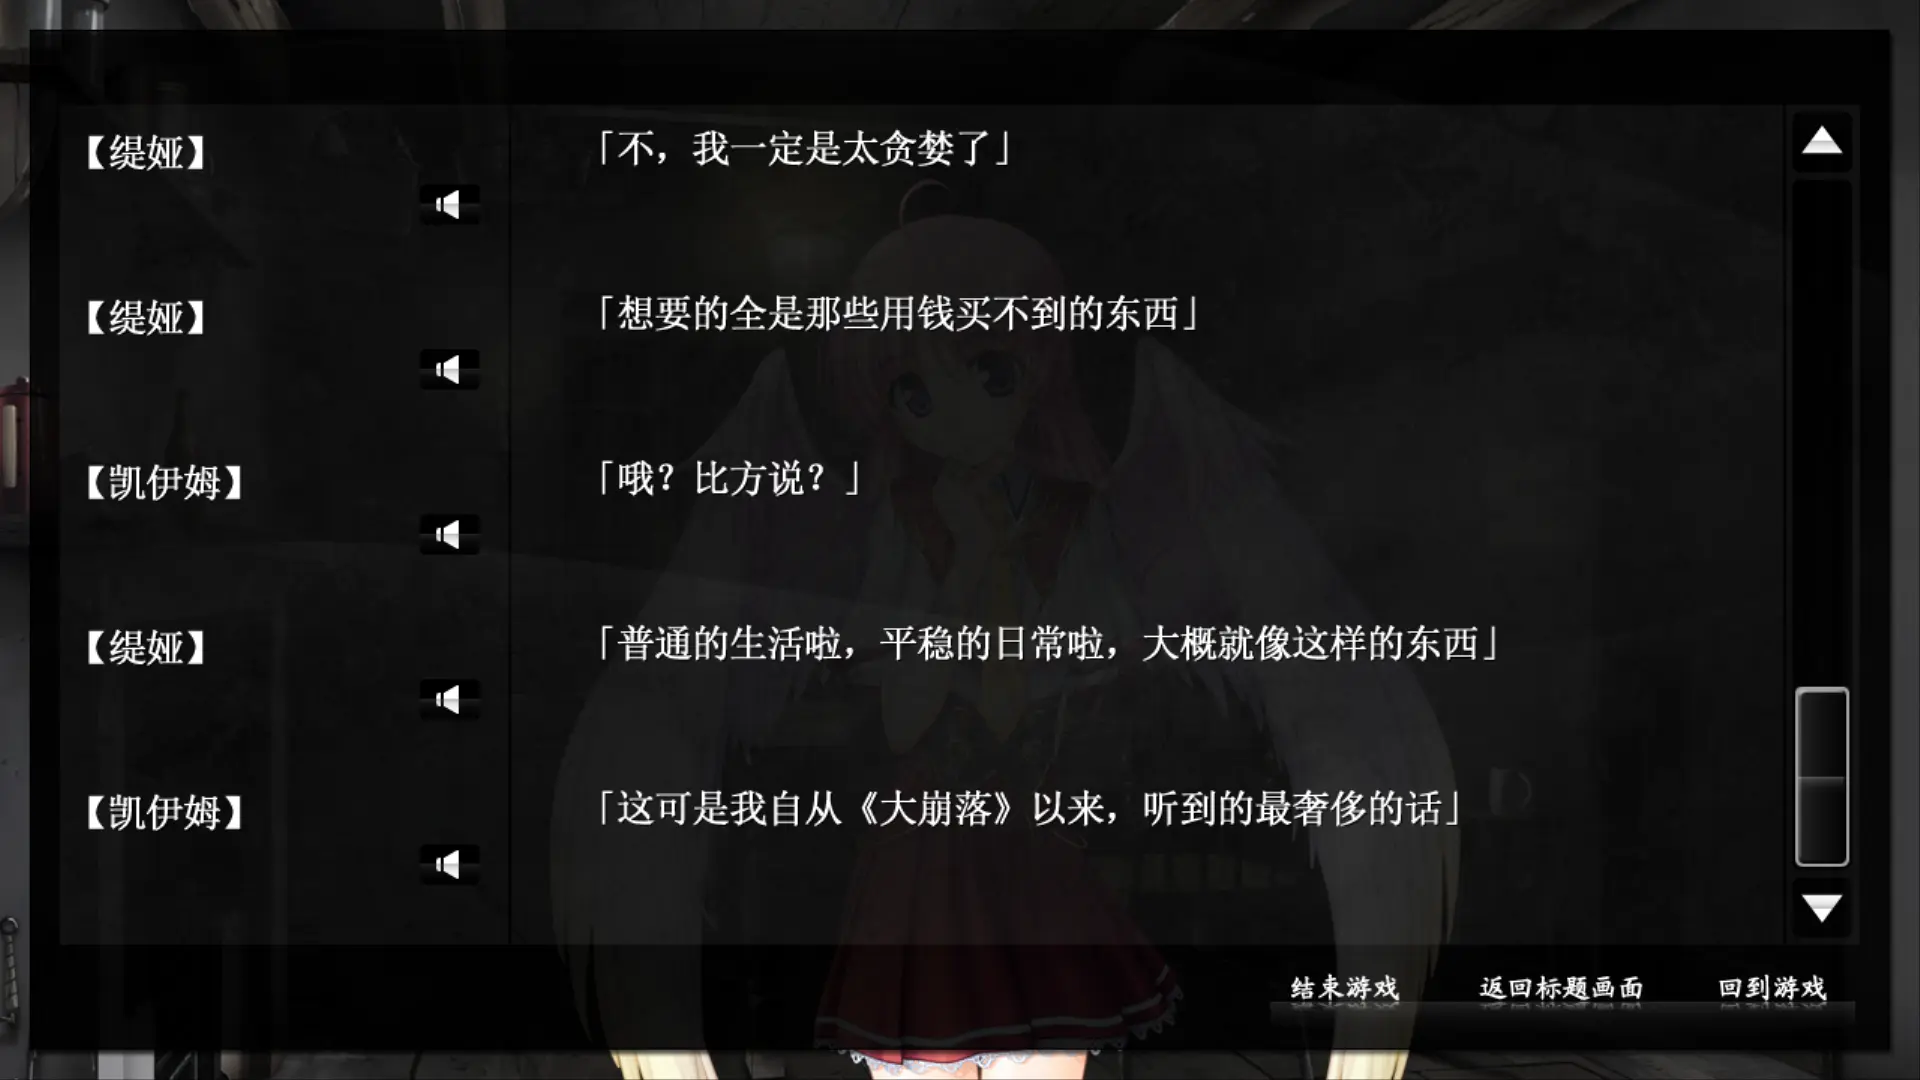 【缇娅】
「不，我一定是太贪婪了」
【缇娅】
「想要的全是那些用钱买不到的东西」
【凯伊姆】
「哦？比方说？」
【缇娅】
「普通的生活啦，平稳的日常啦，大概就像这样的东西」
【凯伊姆】
「这可是我自从《大崩落》以来，听到的最奢侈的话」
结束游戏
返回标题画面
回到游戏